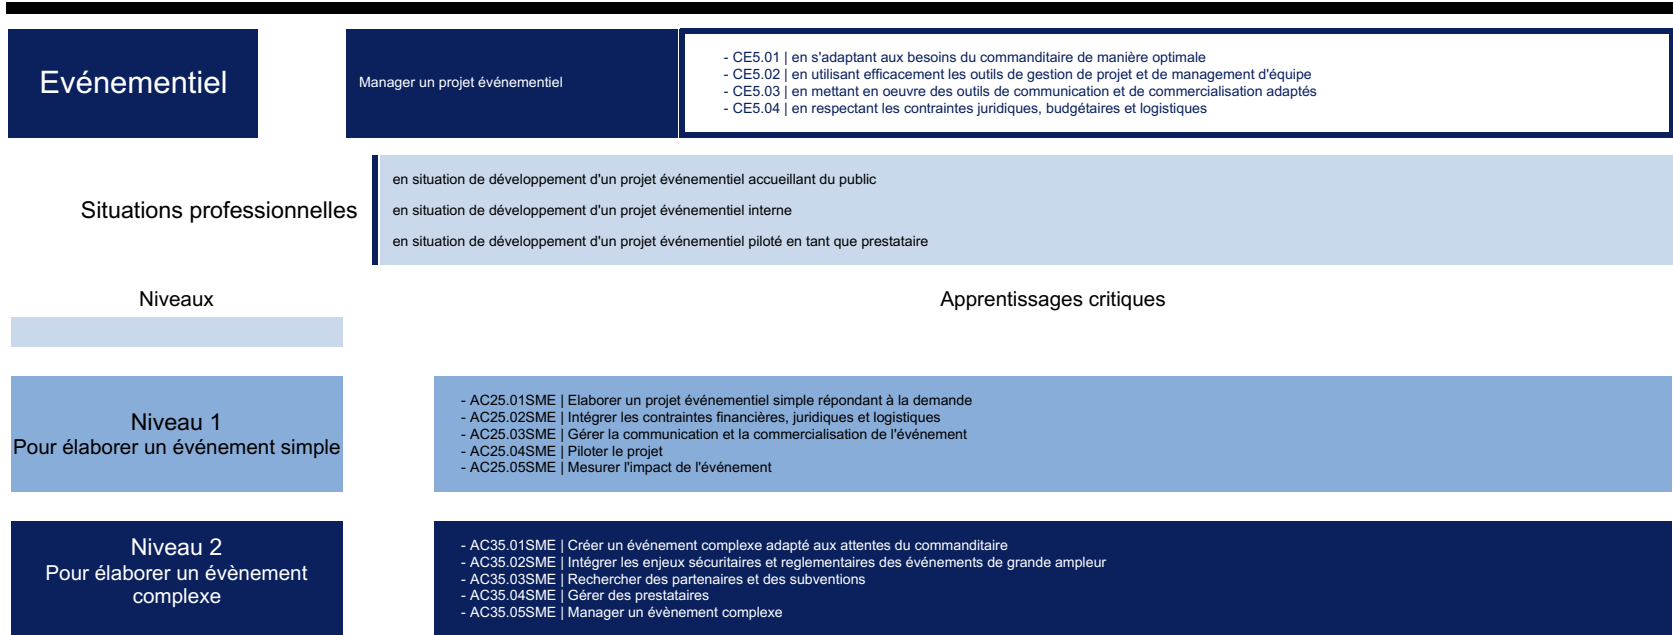 Evénementiel
Manager un projet événementiel
- CE5.01 | en s'adaptant aux besoins du commanditaire de manière optimale
- CE5.02 | en utilisant efficacement les outils de gestion de projet et de management d'équipe
- CE5.03 | en mettant en oeuvre des outils de communication et de commercialisation adaptés
- CE5.04 | en respectant les contraintes juridiques, budgétaires et logistiques
Situations professionnelles
en situation de développement d'un projet événementiel accueillant du public
en situation de développement d'un projet événementiel interne
en situation de développement d'un projet événementiel piloté en tant que prestataire
Niveaux
Apprentissages critiques
Niveau 1
Pour élaborer un événement simple
- AC25.01SME | Elaborer un projet événementiel simple répondant à la demande
- AC25.02SME | Intégrer les contraintes financières, juridiques et logistiques
- AC25.03SME | Gérer la communication et la commercialisation de l'événement
- AC25.04SME | Piloter le projet
- AC25.05SME | Mesurer l'impact de l'événement
Niveau 2
Pour élaborer un évènement
complexe
- AC35.01SME | Créer un événement complexe adapté aux attentes du commanditaire
- AC35.02SME | Intégrer les enjeux sécuritaires et reglementaires des événements de grande ampleur
- AC35.03SME | Rechercher des partenaires et des subventions
- AC35.04SME | Gérer des prestataires
- AC35.05SME | Manager un évènement complexe